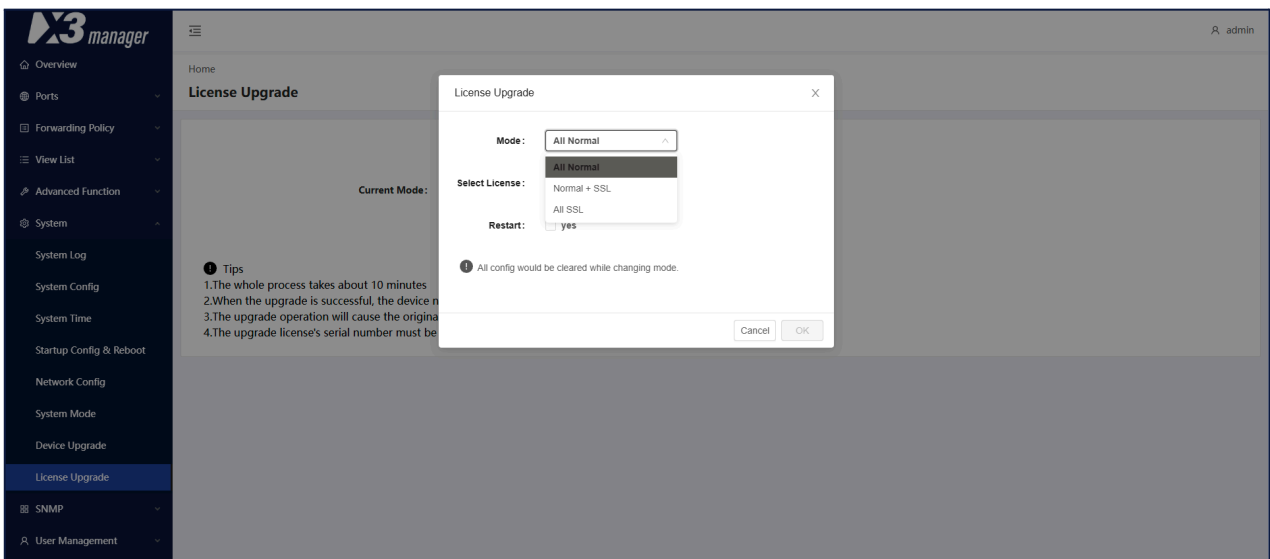 X3 manager
admin
Overview
Ports
Forwarding Policy
View List
Advanced Function
System
System Log
System Config
System Time
Startup Config & Reboot
Network Config
System Mode
Device Upgrade
License Upgrade
SNMP
User Management
Home
License Upgrade
Current Mode :
Tips
1.The whole process takes about 10 minutes
2.When the upgrade is successful, the device n
3.The upgrade operation will cause the origina
4.The upgrade license's serial number must be
License Upgrade
X
Mode : All Normal
All Normal
Normal + SSL
All SSL
Select License :
Restart : yes
All config would be cleared while changing mode.
Cancel OK